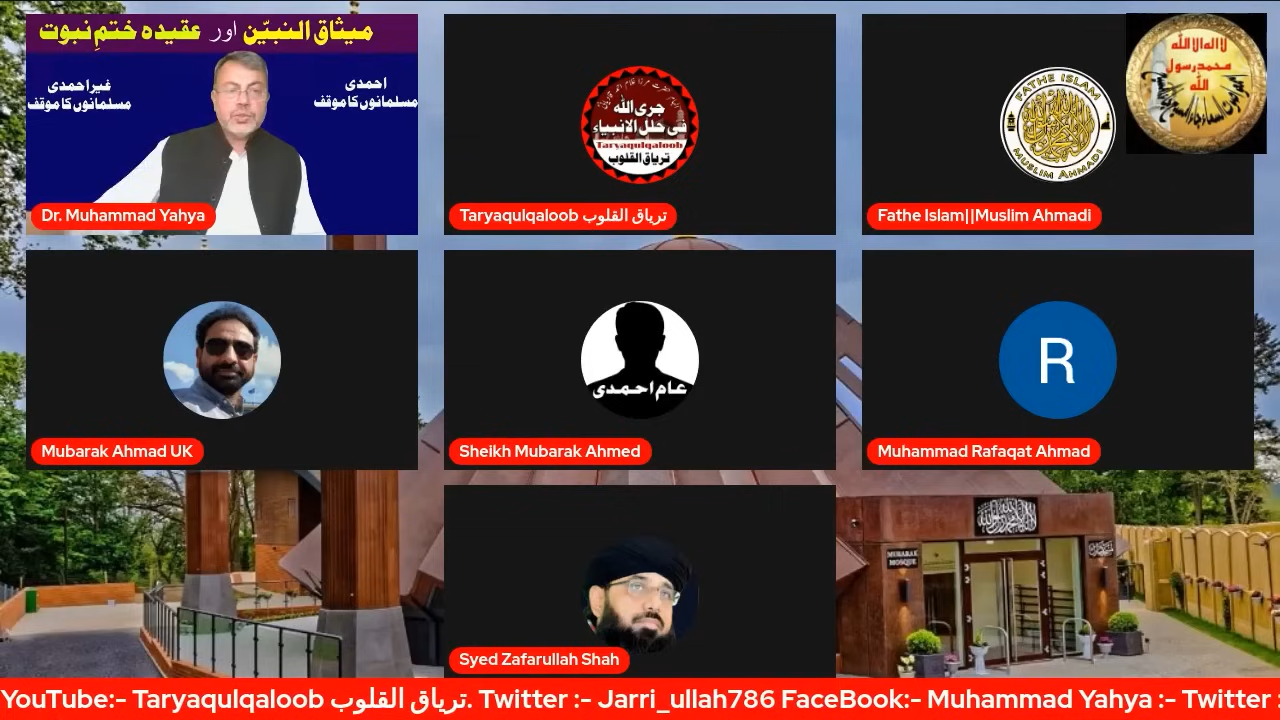 میثاق النبیّن اور عقیدہ ختمِ نبوت
احمدی
مسلمانوں کا موقف
غیر احمدی
مسلمانوں کا موقف
Dr. Muhammad Yahya
جری اللہ
فی حلل الانبیاء
Taryaqulqaloob
تریاق القلوب
Taryaqulqaloob تریاق القلوب
FATHE ISLAM
MUSLIM AHMADI
Fathe Islam||Muslim Ahmadi
لا اله الا الله
محمد رسول
الله
Mubarak Ahmad UK
عام احمدی
Sheikh Mubarak Ahmed
R
Muhammad Rafaqat Ahmad
Syed Zafarullah Shah
MUBARAK
MOSQUE
YouTube:- Taryaqulqaloob تریاق القلوب. Twitter :- Jarri_ullah786 FaceBook:- Muhammad Yahya :- Twitter :